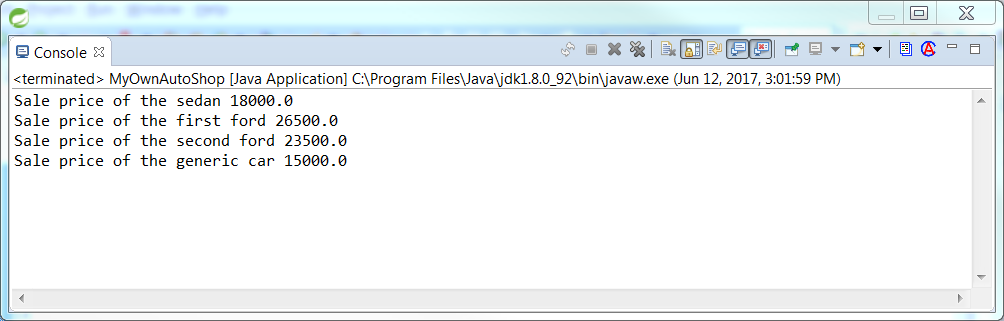 Console
<terminated> MyOwnAutoShop [Java Application] C:\Program Files\Java\jdk1.8.0_92\bin\javaw.exe (Jun 12, 2017, 3:01:59 PM)
Sale price of the sedan 18000.0
Sale price of the first ford 26500.0
Sale price of the second ford 23500.0
Sale price of the generic car 15000.0